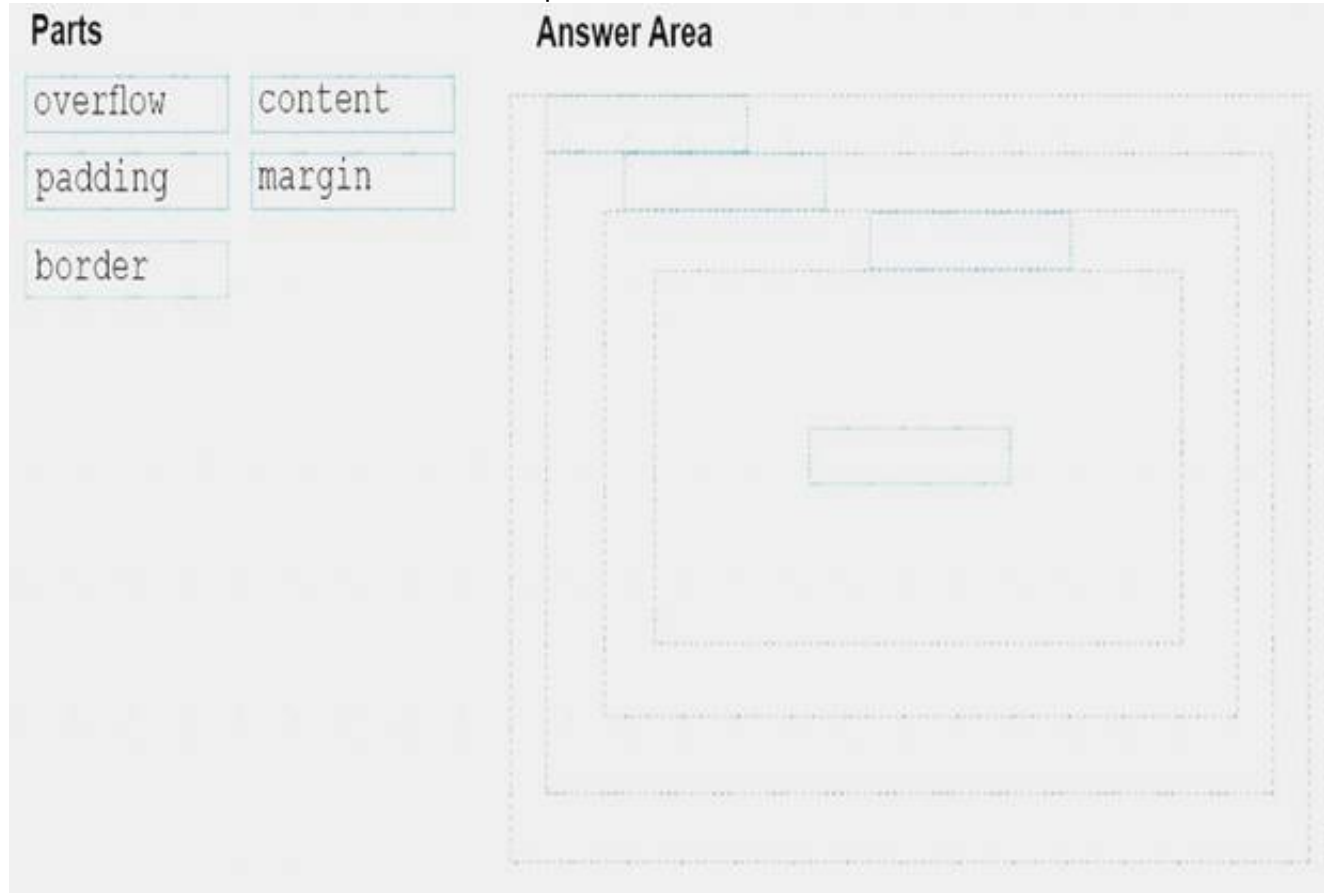 Parts
Answer Area
overflow
content
padding
margin
border